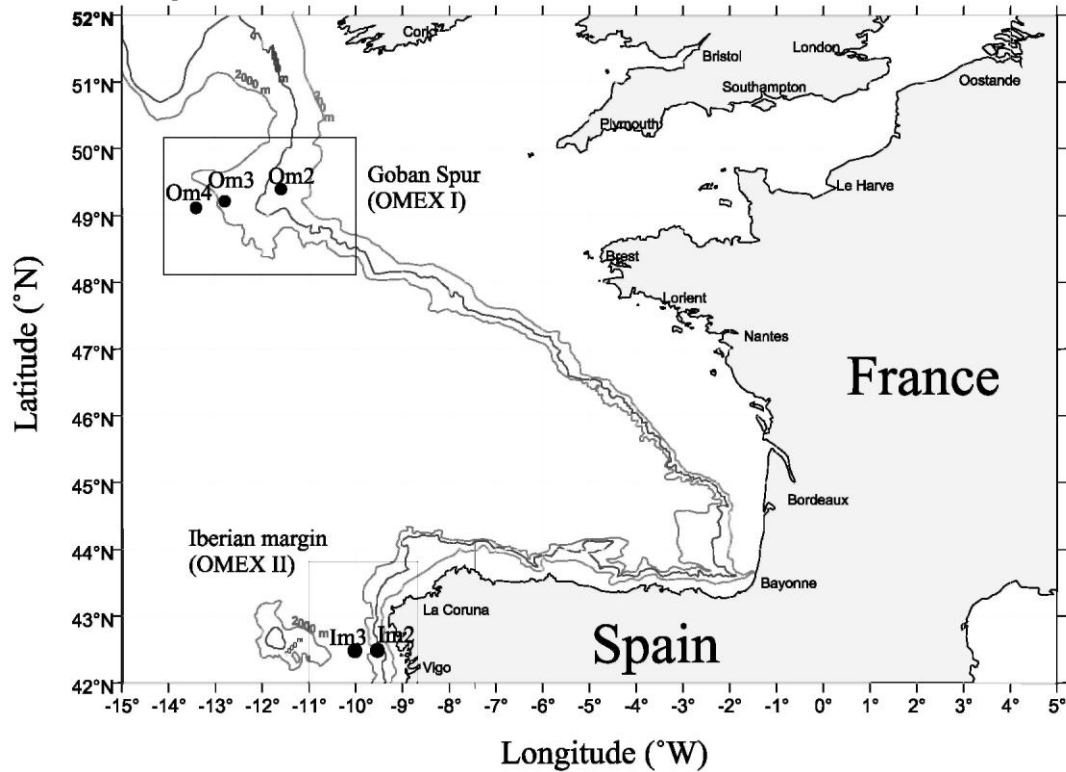 52°N
51°N
50°N
49°N
48°N
47°N
46°N
45°N
44°N
43°N
42°N
Latitude (°N)
-15° -14° -13° -12° -11° -10° -9° -8° -7° -6° -5° -4° -3° -2° -1° 0° 1° 2° 3° 4° 5°
Longitude (°W)
Cork
Bristol
London
Southampton
Oostande
Plymouth
2000 m
200 m
Goban Spur
(OMEX I)
Om4 Om3 Om2
Le Harve
Brest
Lorient
Nantes
France
Bordeaux
Bayonne
Iberian margin
(OMEX II)
2000 m
La Coruna
Im3 Im2
Vigo
Spain